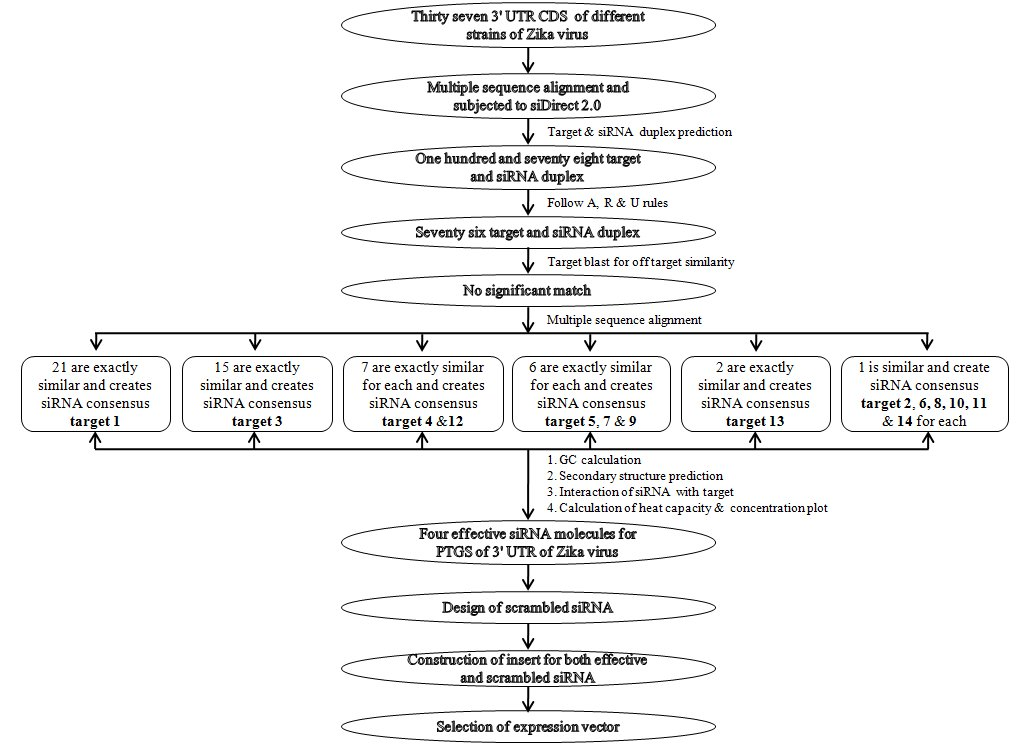 Thirty seven 3' UTR CDS of different
strains of Zika virus
Multiple sequence alignment and
subjected to siDirect 2.0
Target & siRNA duplex prediction
One hundred and seventy eight target
and siRNA duplex
Follow A, R & U rules
Seventy six target and siRNA duplex
Target blast for off target similarity
No significant match
Multiple sequence alignment
21 are exactly
similar and creates
siRNA consensus
target 1
15 are exactly
similar and creates
siRNA consensus
target 3
7 are exactly similar
for each and creates
siRNA consensus
target 4 &12
6 are exactly similar
for each and creates
siRNA consensus
target 5, 7 & 9
2 are exactly
similar and creates
siRNA consensus
target 13
1 is similar and create
siRNA consensus
target 2, 6, 8, 10, 11
& 14 for each
1. GC calculation
2. Secondary structure prediction
3. Interaction of siRNA with target
4. Calculation of heat capacity & concentration plot
Four effective siRNA molecules for
PTGS of 3' UTR of Zika virus
Design of scrambled siRNA
Construction of insert for both effective
and scrambled siRNA
Selection of expression vector